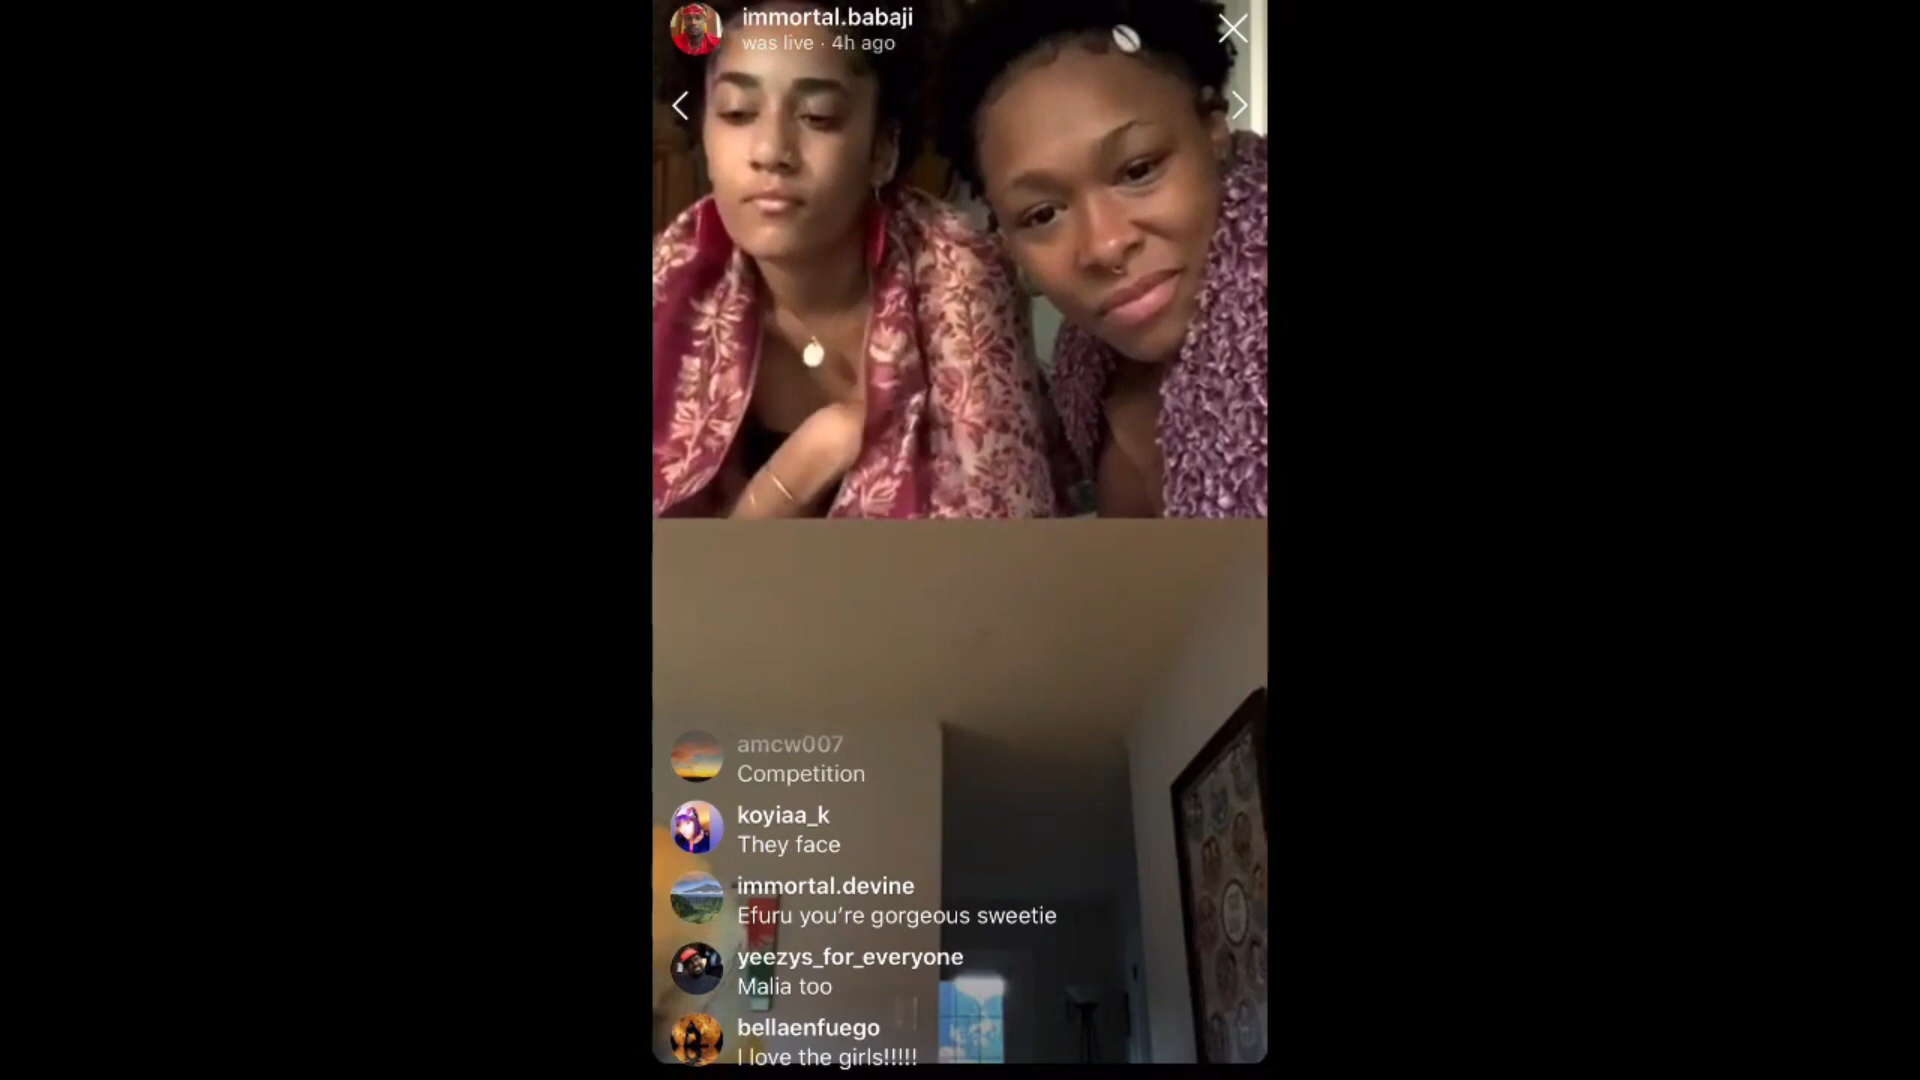 immortal.babaji
was live · 4h ago
amcw007
Competition
koyiaa_k
They face
immortal.devine
Efuru you’re gorgeous sweetie
yeezys_for_everyone
Malia too
bellaenfuego
I love the girls!!!!!